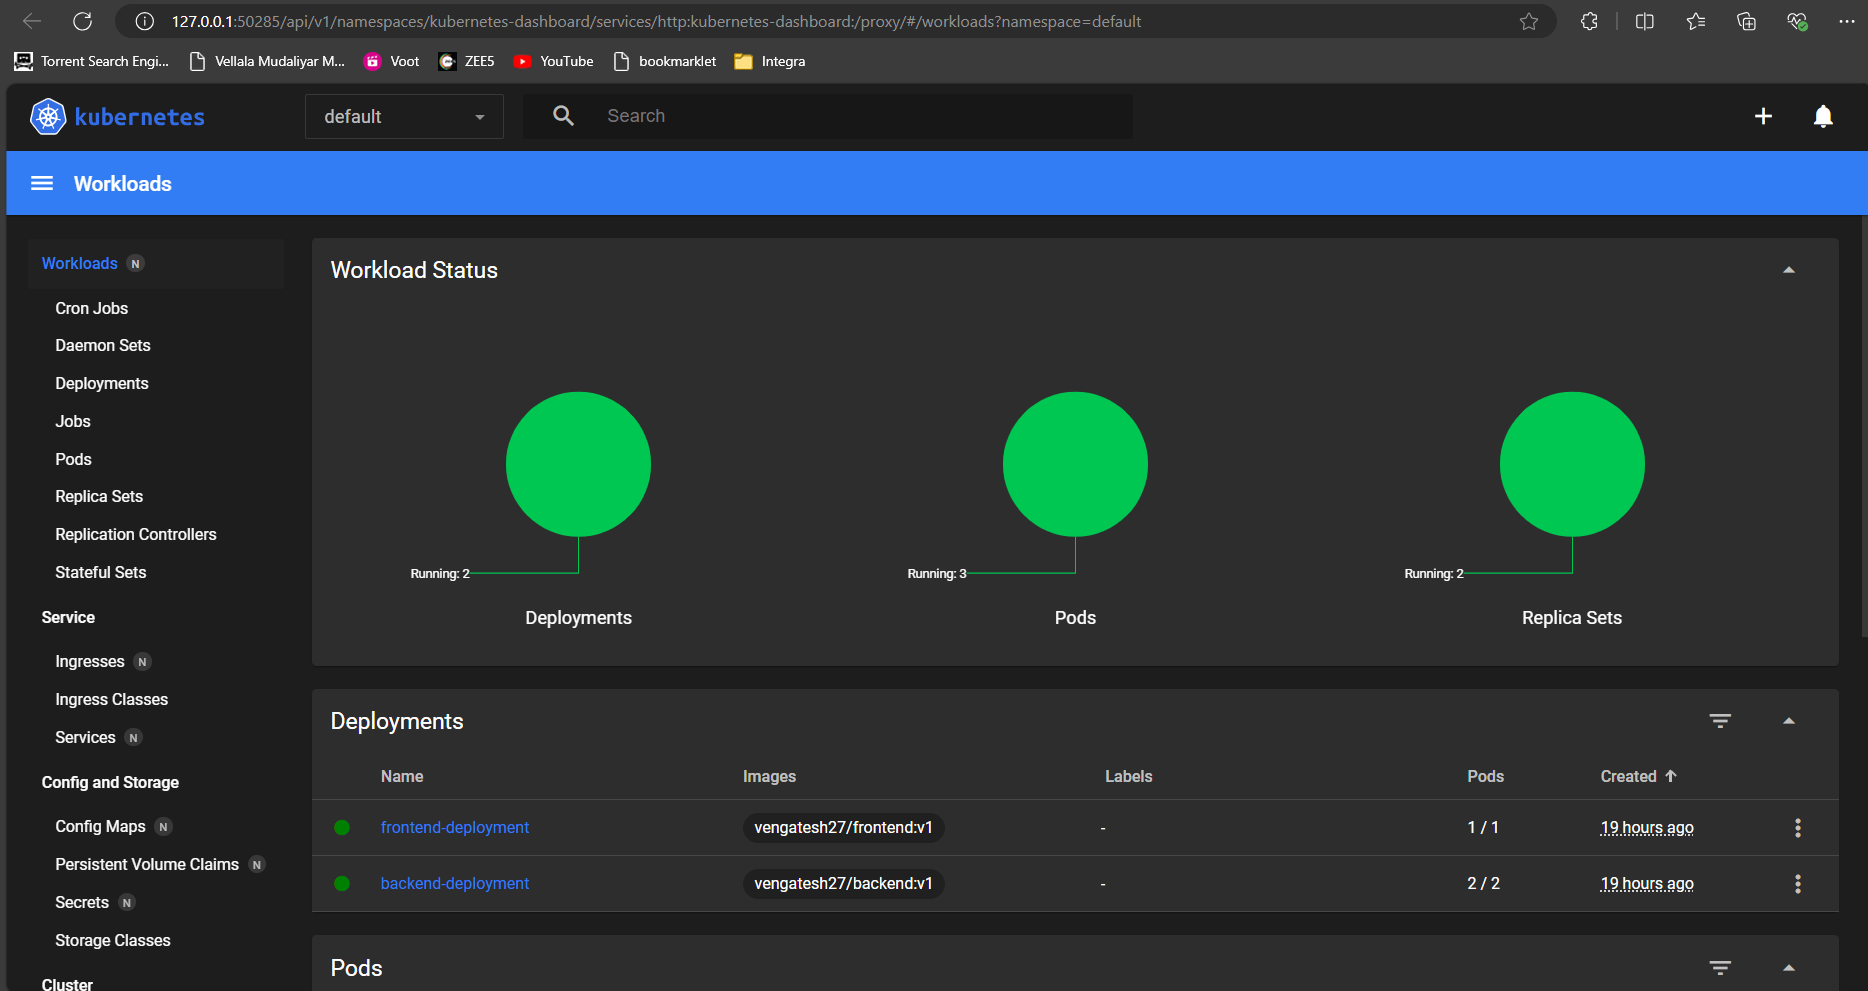 127.0.0.1:50285/api/v1/namespaces/kubernetes-dashboard/services/http:kubernetes-dashboard:/proxy/#/workloads?namespace=default
Torrent Search Engi... Vellala Mudaliyar M... Voot ZEE5 YouTube bookmarklet Integra
kubernetes default Search
Workloads
Workloads N
Cron Jobs
Daemon Sets
Deployments
Jobs
Pods
Replica Sets
Replication Controllers
Stateful Sets
Service
Ingresses N
Ingress Classes
Services N
Config and Storage
Config Maps N
Persistent Volume Claims N
Secrets N
Storage Classes
Cluster
Workload Status
Running: 2 Running: 3 Running: 2
Deployments Pods Replica Sets
Deployments
Name Images Labels Pods Created
frontend-deployment vengatesh27/frontend:v1 - 1 / 1 19 hours ago
backend-deployment vengatesh27/backend:v1 - 2 / 2 19 hours ago
Pods